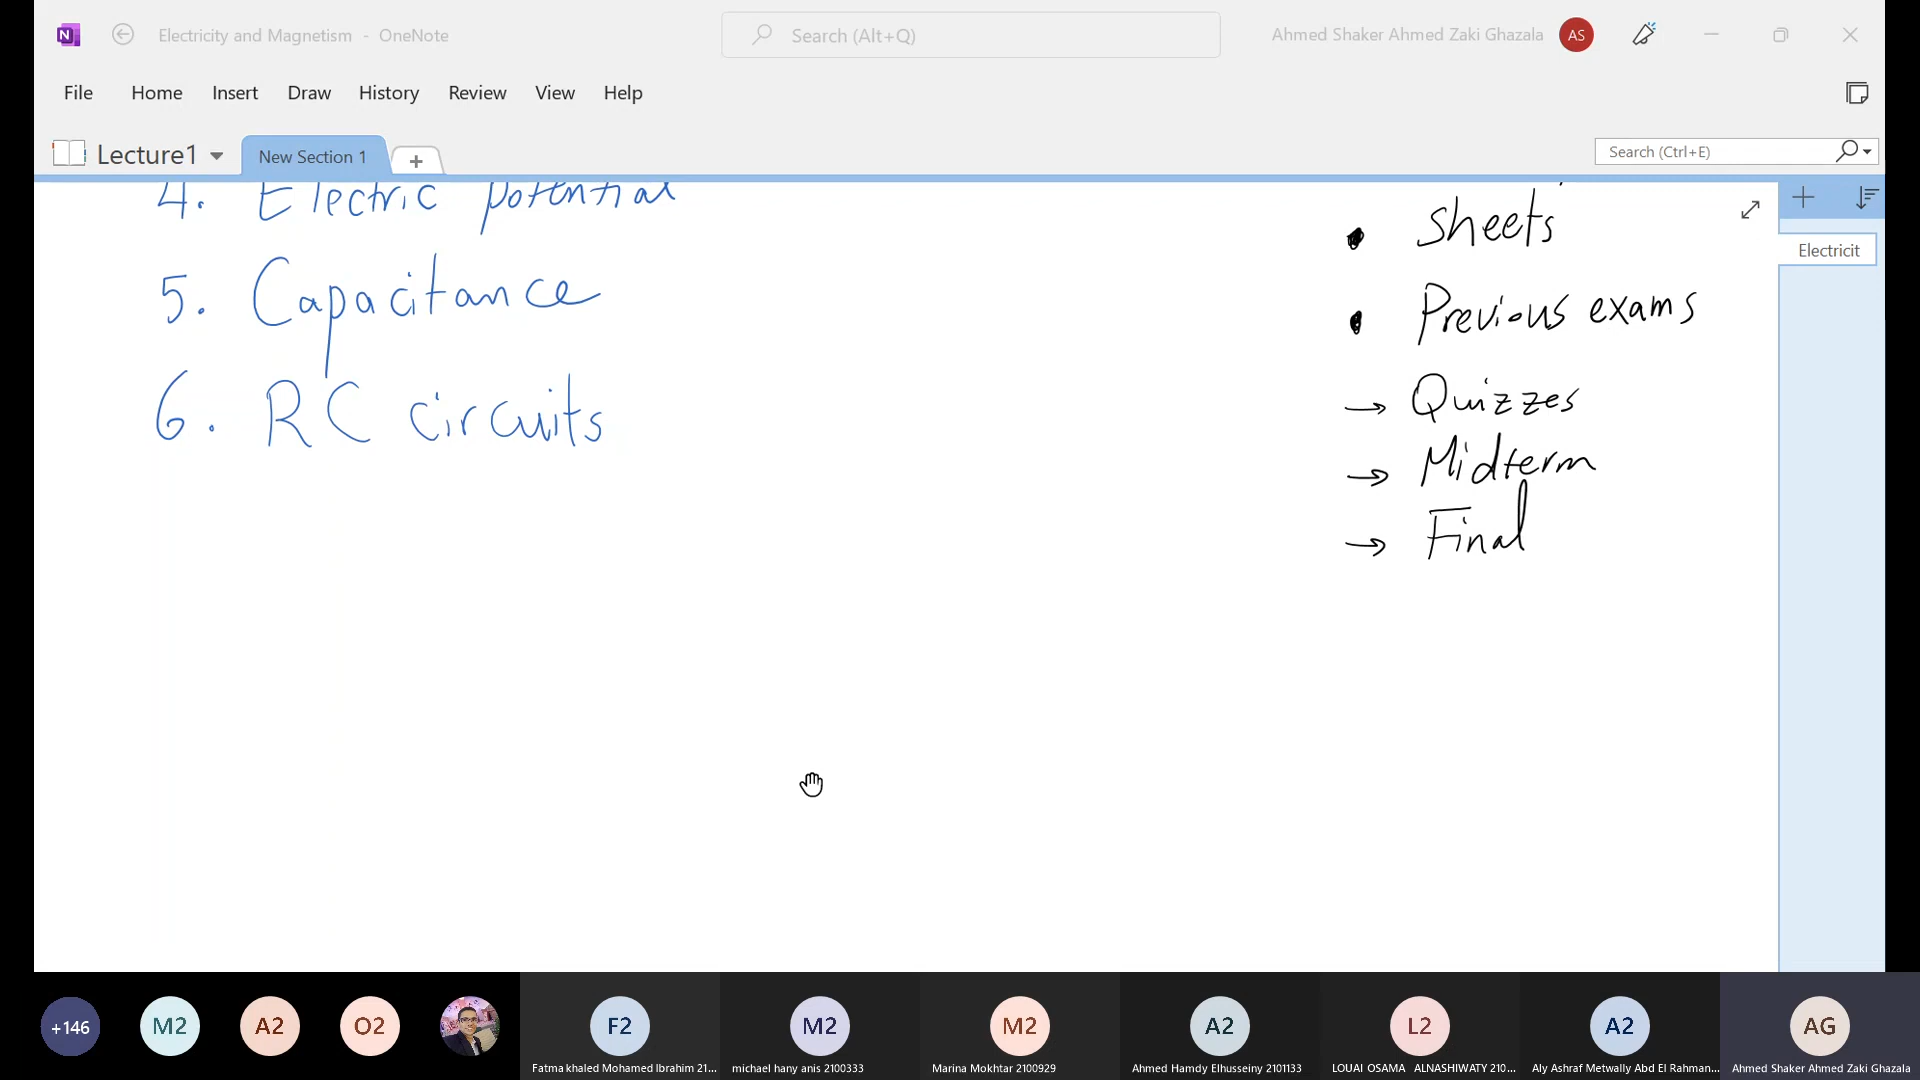 Electricity and Magnetism - OneNote
Search (Alt+Q)
Ahmed Shaker Ahmed Zaki Ghazala
AS
File Home Insert Draw History Review View Help
Lecture1
New Section 1
Search (Ctrl+E)
4. Electric potential
5. Capacitance
6. RC circuits
Sheets
Previous exams
→ Quizzes
→ Midterm
→ Final
Electricit
+146
M2
A2
O2
F2
M2
M2
A2
L2
A2
AG
Fatma khaled Mohamed Ibrahim 21...
michael hany anis 2100333
Marina Mokhtar 2100929
Ahmed Hamdy Elhusseiny 2101133
LOUAI OSAMA ALNASHIWATY 210...
Aly Ashraf Metwally Abd El Rahman...
Ahmed Shaker Ahmed Zaki Ghazala